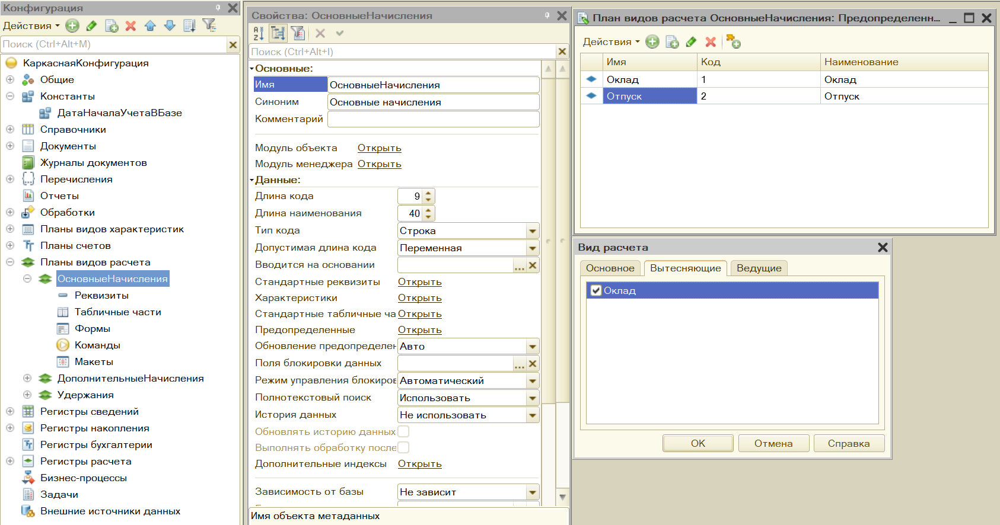 Конфигурация
Действия
Поиск (Ctrl+Alt+M)
КаркаснаяКонфигурация
Общие
Константы
ДатаНачалаУчетаВБазе
Справочники
Документы
Журналы документов
Перечисления
Отчеты
Обработки
Планы видов характеристик
Планы счетов
Планы видов расчета
ОсновныеНачисления
Реквизиты
Табличные части
Формы
Команды
Макеты
ДополнительныеНачисления
Удержания
Регистры сведений
Регистры накопления
Регистры бухгалтерии
Регистры расчета
Бизнес-процессы
Задачи
Внешние источники данных
Свойства: ОсновныеНачисления
Поиск (Ctrl+Alt+I)
Основные:
Имя ОсновныеНачисления
Синоним Основные начисления
Комментарий
Модуль объекта Открыть
Модуль менеджера Открыть
Данные:
Длина кода 9
Длина наименования 40
Тип кода Строка
Допустимая длина кода Переменная
Вводится на основании ...
Стандартные реквизиты Открыть
Характеристики Открыть
Стандартные табличные ча Открыть
Предопределенные Открыть
Обновление предопределен Авто
Поля блокировки данных ...
Режим управления блокиров Автоматический
Полнотекстовый поиск Использовать
История данных Не использовать
Обновлять историю данных
Выполнять обработку после
Дополнительные индексы Открыть
Зависимость от базы Не зависит
Имя объекта метаданных
План видов расчета ОсновныеНачисления: Предопределенн...
Действия
Имя Код Наименование
Оклад 1 Оклад
Отпуск 2 Отпуск
Вид расчета
Основное Вытесняющие Ведущие
Оклад
ОК Отмена Справка